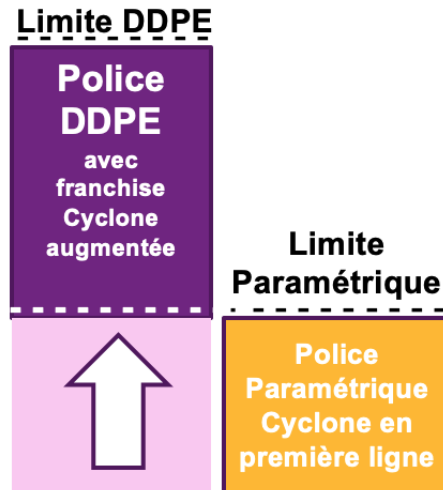 Limite DDPE
Police
DDPE
avec
franchise
Cyclone
augmentée
Limite
Paramétrique
Police
Paramétrique
Cyclone en
première ligne